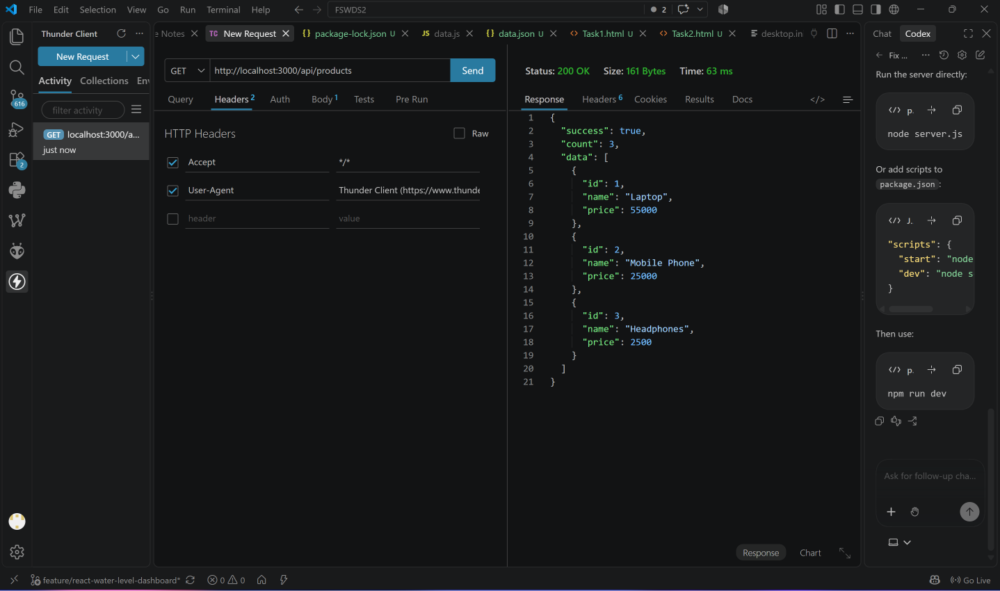 File Edit Selection View Go Run Terminal Help
FSWDS2
2
Thunder Client
New Request
Activity Collections Env
filter activity
GET localhost:3000/a...
just now
616
2
e Notes
TC New Request
{} package-lock.json U
JS data.js
{} data.json U
<> Task1.html U
<> Task2.html U
desktop.in
GET http://localhost:3000/api/products Send
Query Headers 2 Auth Body 1 Tests Pre Run
HTTP Headers Raw
Accept */*
User-Agent Thunder Client (https://www.thunde
header value
Status: 200 OK Size: 161 Bytes Time: 63 ms
Response Headers 6 Cookies Results Docs </>
1 {
2 "success": true,
3 "count": 3,
4 "data": [
5 {
6 "id": 1,
7 "name": "Laptop",
8 "price": 55000
9 },
10 {
11 "id": 2,
12 "name": "Mobile Phone",
13 "price": 25000
14 },
15 {
16 "id": 3,
17 "name": "Headphones",
18 "price": 2500
19 }
20 ]
21 }
Response Chart
Chat Codex
Fix ...
Run the server directly:
</> p.
node server.js
Or add scripts to
package.json:
</> J.
"scripts": {
"start": "node
"dev": "node s
}
Then use:
</> p.
npm run dev
Ask for follow-up cha...
feature/react-water-level-dashboard* 0 0
Go Live